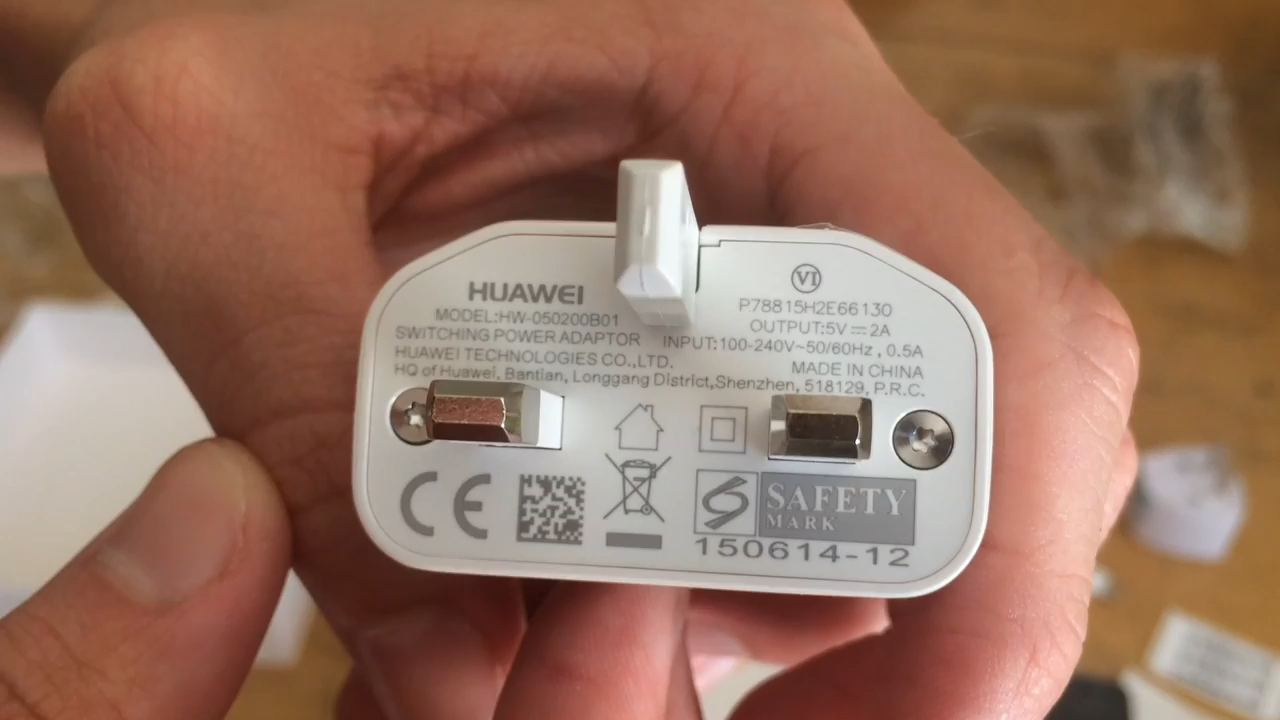 HUAWEI
MODEL:HW-050200B01
SWITCHING POWER ADAPTOR
VI
P78815H2E66130
OUTPUT:5V⎓2A
INPUT:100-240V~50/60Hz, 0.5A
HUAWEI TECHNOLOGIES CO.,LTD.
MADE IN CHINA
HQ of Huawei, Bantian, Longgang District,Shenzhen, 518129, P.R.C.
CE
SAFETY
MARK
150614-12